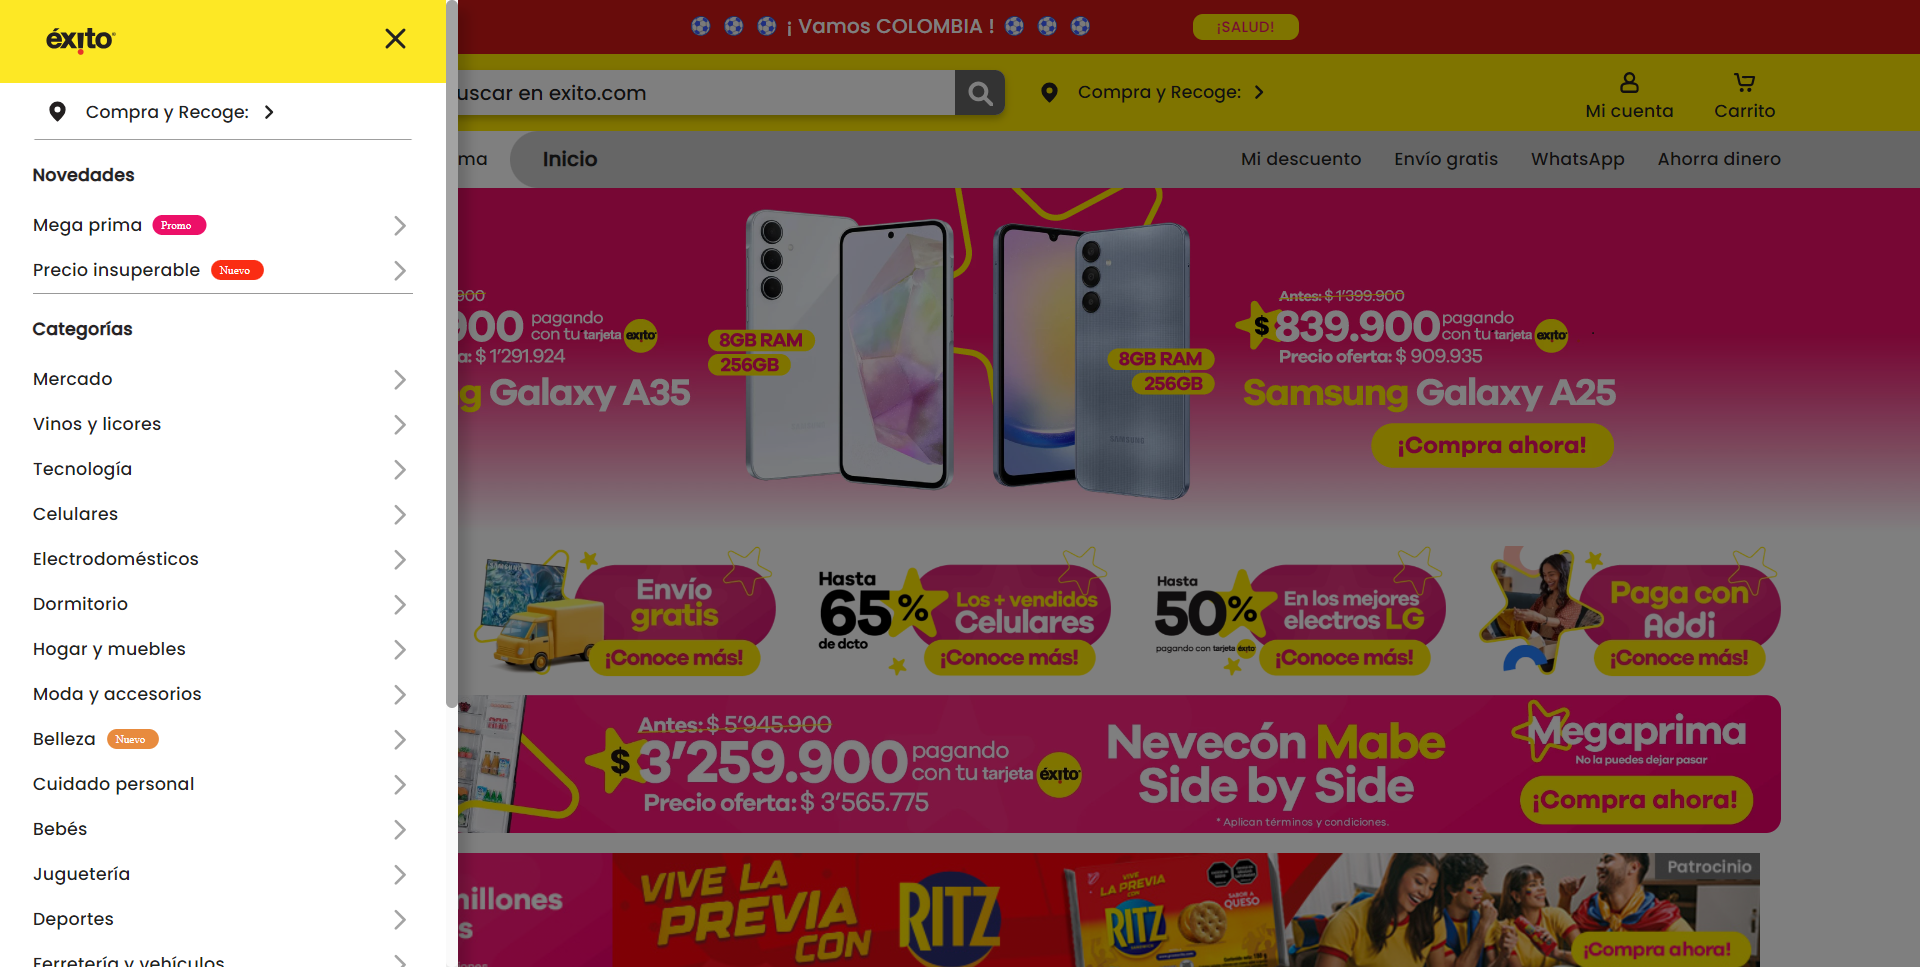 éxito
Compra y Recoge:
Novedades
Mega prima Promo
Precio insuperable Nuevo
Categorías
Mercado
Vinos y licores
Tecnología
Celulares
Electrodomésticos
Dormitorio
Hogar y muebles
Moda y accesorios
Belleza Nuevo
Cuidado personal
Bebés
Juguetería
Deportes
Ferretería y vehículos
¡ Vamos COLOMBIA !
¡SALUD!
uscar en exito.com
Compra y Recoge:
Mi cuenta
Carrito
ma
Inicio
Mi descuento
Envío gratis
WhatsApp
Ahorra dinero
900
900 pagando
con tu tarjeta éxito
a: $ 1'291.924
g Galaxy A35
8GB RAM
256GB
8GB RAM
256GB
SAMSUNG
Antes: $ 1'399.900
$ 839.900 pagando
con tu tarjeta éxito
Precio oferta: $ 909.935
Samsung Galaxy A25
¡Compra ahora!
SAMSUNG
Envío
gratis
¡Conoce más!
Hasta
65%
de dcto
Los + vendidos
Celulares
¡Conoce más!
Hasta
50%
pagando con tarjeta éxito
En los mejores
electros LG
¡Conoce más!
Paga con
Addi
¡Conoce más!
Antes: $ 5'945.900
$ 3'259.900 pagando
con tu tarjeta éxito
Precio oferta: $ 3'565.775
Nevecón Mabe
Side by Side
* Aplican términos y condiciones.
Megaprima
No la puedes dejar pasar
¡Compra ahora!
illones
s
iones
VIVE LA
PREVIA
CON
RITZ
VIVE LA
PREVIA
CON
RITZ
SABOR A
QUESO
Patrocinio
¡Compra ahora!